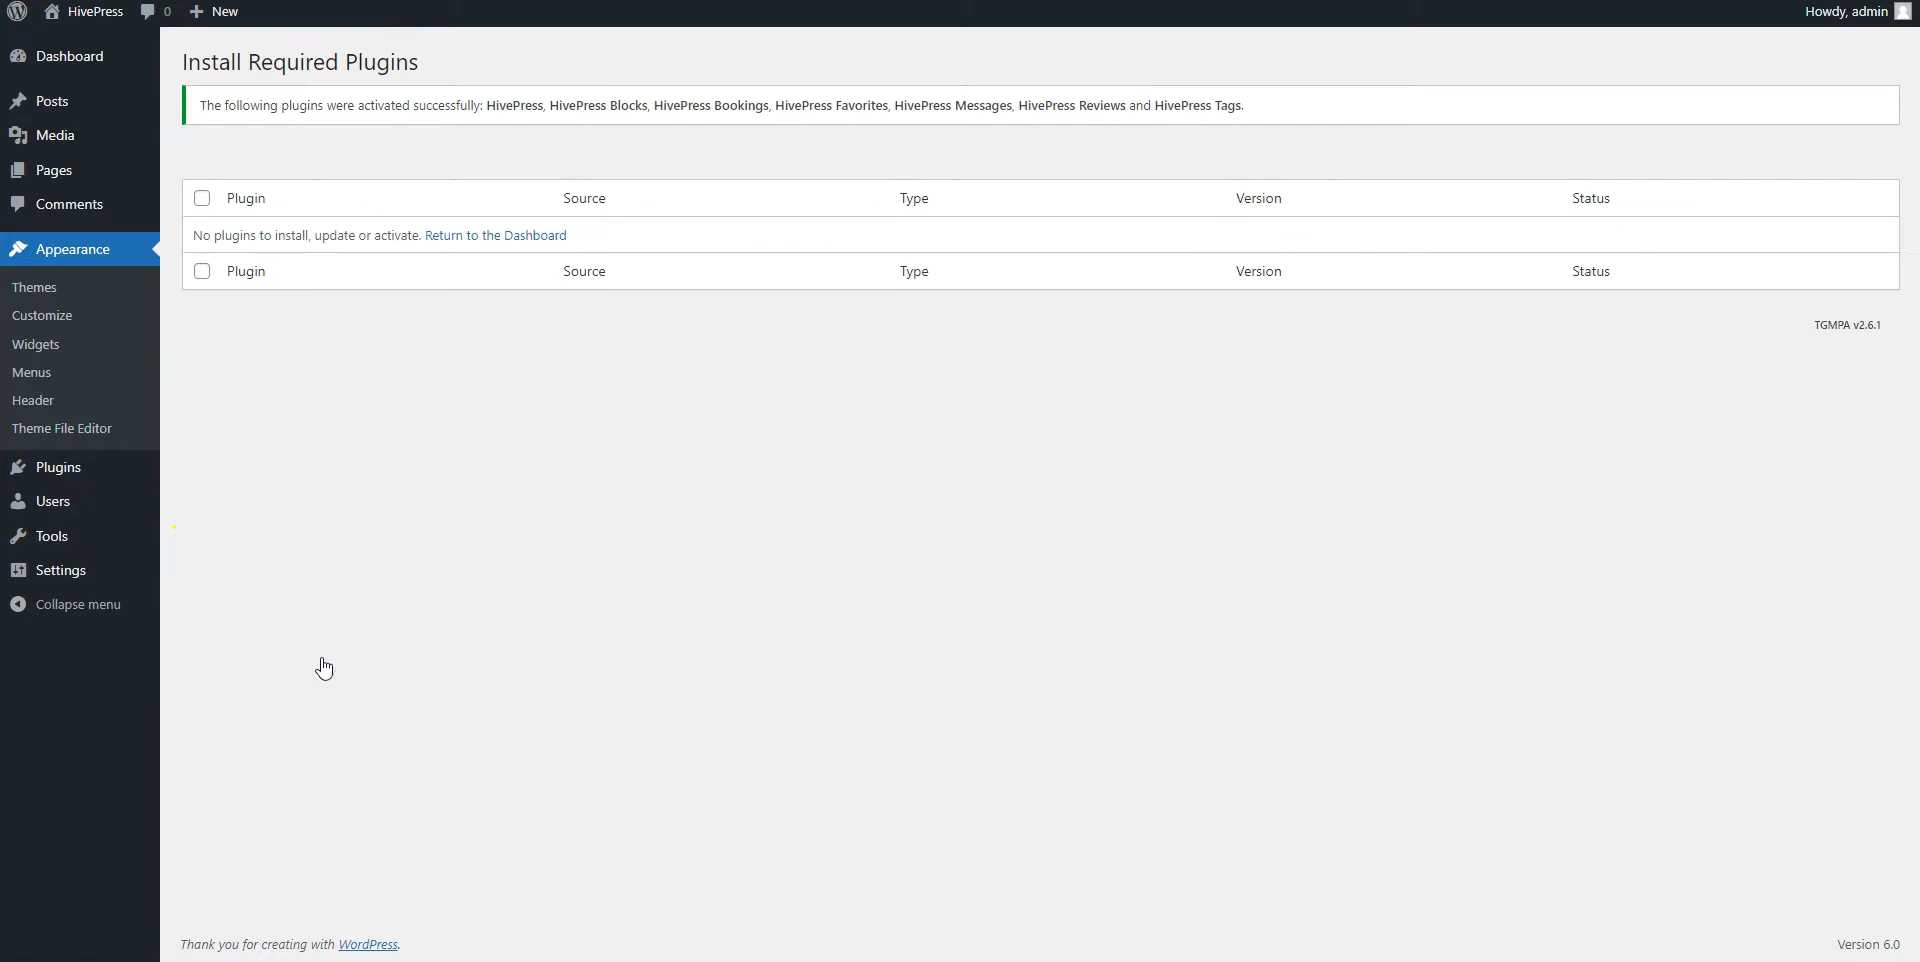 HivePress 0 New Howdy, admin
Dashboard
Posts
Media
Pages
Comments
Appearance
Themes
Customize
Widgets
Menus
Header
Theme File Editor
Plugins
Users
Tools
Settings
Collapse menu
Install Required Plugins
The following plugins were activated successfully: HivePress, HivePress Blocks, HivePress Bookings, HivePress Favorites, HivePress Messages, HivePress Reviews and HivePress Tags.
Plugin Source Type Version Status
No plugins to install, update or activate. Return to the Dashboard
Plugin Source Type Version Status
TGMPA v2.6.1
Thank you for creating with WordPress. Version 6.0